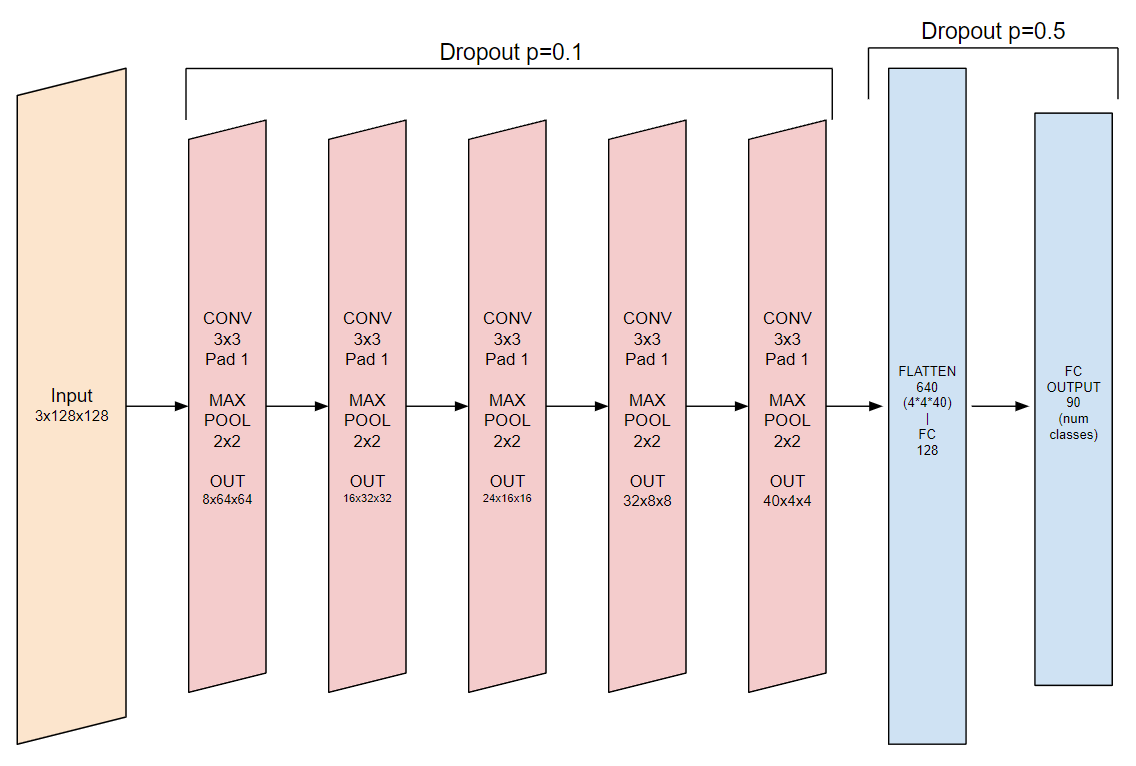 Dropout p=0.1
Dropout p=0.5
Input
3x128x128
CONV
3x3
Pad 1
MAX
POOL
2x2
OUT
8x64x64
CONV
3x3
Pad 1
MAX
POOL
2x2
OUT
16x32x32
CONV
3x3
Pad 1
MAX
POOL
2x2
OUT
24x16x16
CONV
3x3
Pad 1
MAX
POOL
2x2
OUT
32x8x8
CONV
3x3
Pad 1
MAX
POOL
2x2
OUT
40x4x4
FLATTEN
640
(4*4*40)
|
FC
128
FC
OUTPUT
90
(num
classes)